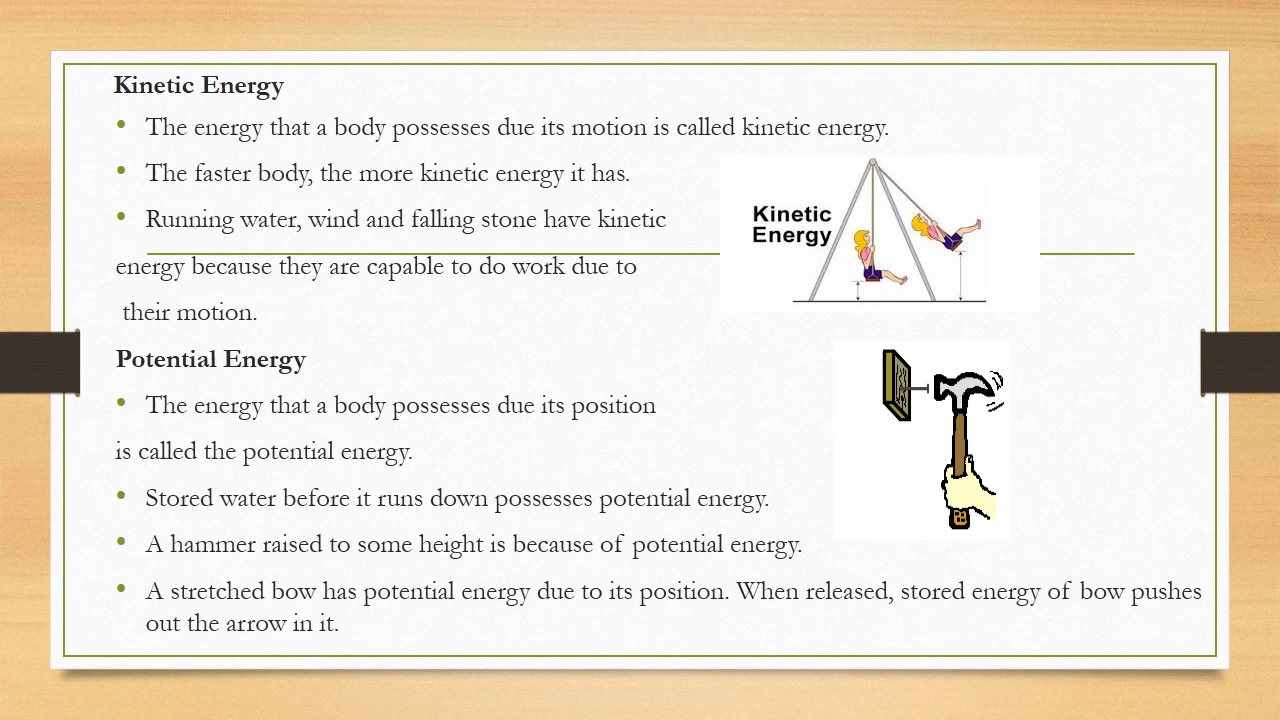 Kinetic Energy
• The energy that a body possesses due its motion is called kinetic energy.
• The faster body, the more kinetic energy it has.
• Running water, wind and falling stone have kinetic
energy because they are capable to do work due to
their motion.
Kinetic
Energy
Potential Energy
• The energy that a body possesses due its position
is called the potential energy.
• Stored water before it runs down possesses potential energy.
• A hammer raised to some height is because of potential energy.
• A stretched bow has potential energy due to its position. When released, stored energy of bow pushes
out the arrow in it.